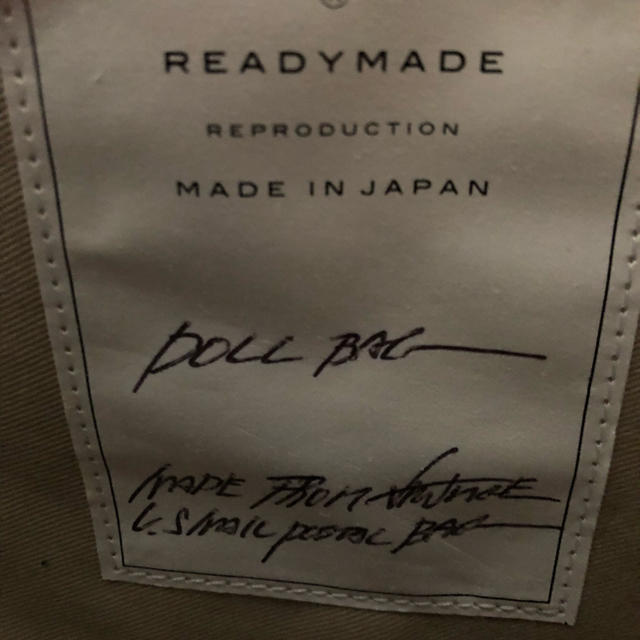 READYMADE
REPRODUCTION
MADE IN JAPAN
DOLL BAG
MADE FROM VINTAGE
U.S MAIL POSTAL BAG